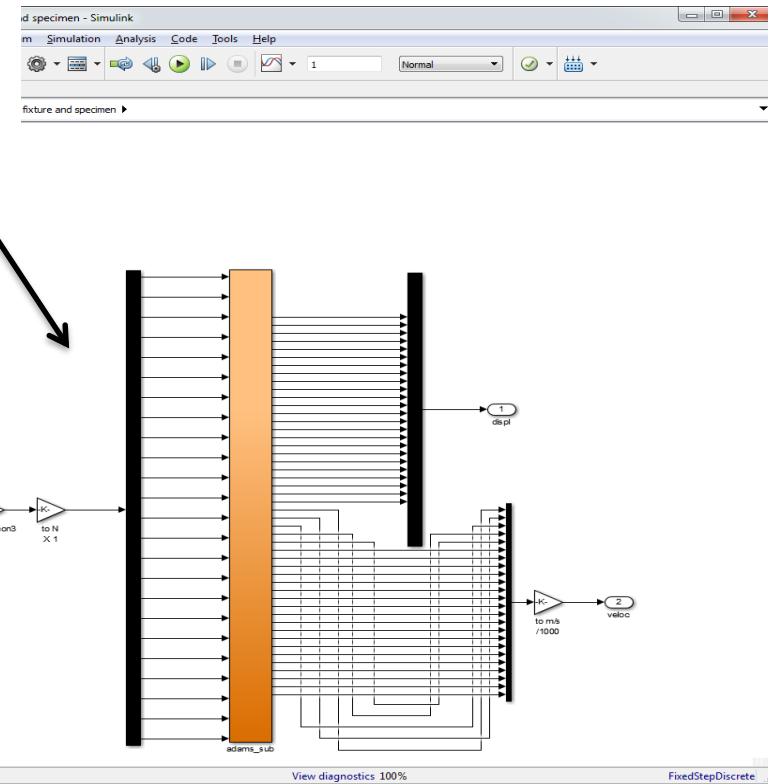 d specimen - Simulink
m Simulation Analysis Code Tools Help
1 Normal
fixture and specimen
1
displ
-K-
on3
to N
X 1
-K-
to m/s
/1000
2
veloc
adams_sub
View diagnostics 100% FixedStepDiscrete